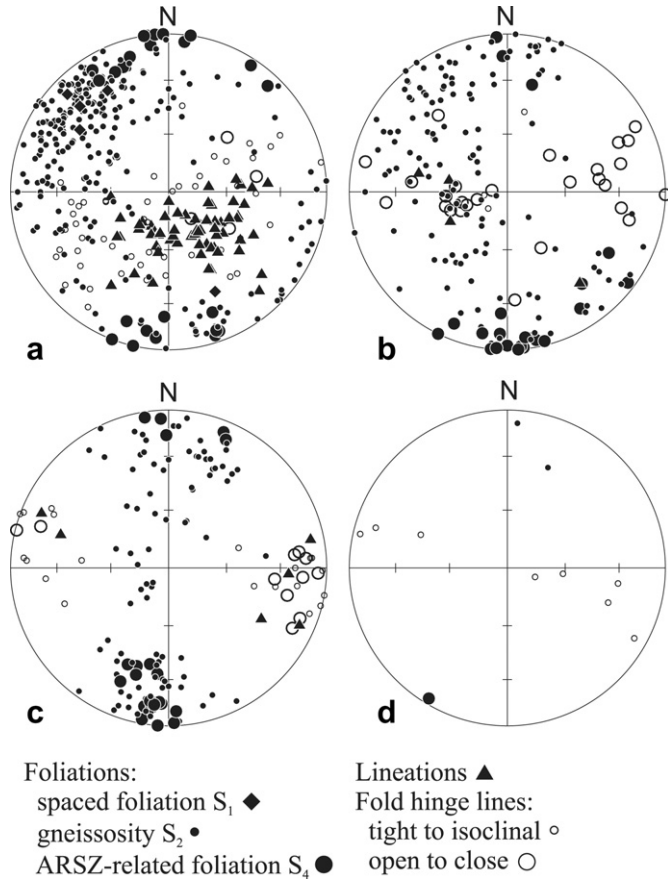 N
N
a
b
N
N
c
d
Foliations:
spaced foliation S₁ ◆
gneissosity S₂ •
ARSZ-related foliation S₄ ●
Lineations ▲
Fold hinge lines:
tight to isoclinal ○
open to close ◯